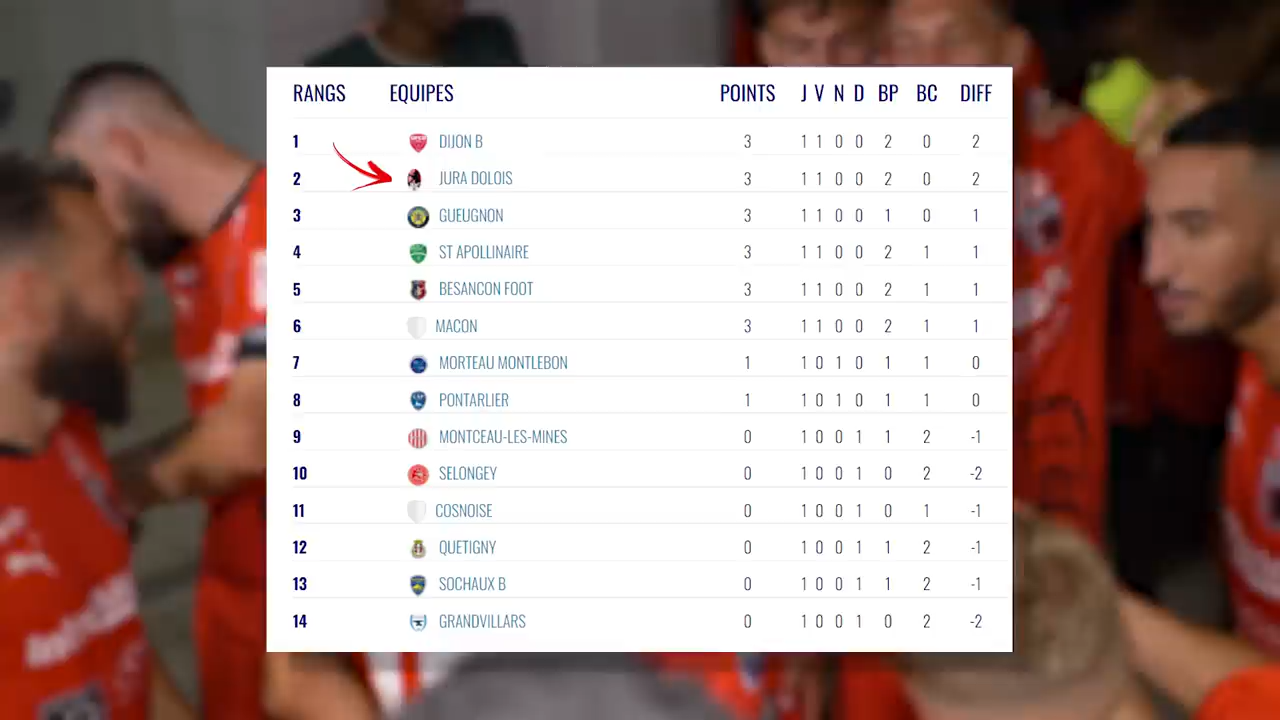 RANGS EQUIPES POINTS J V N D BP BC DIFF
1 DIJON B 3 1 1 0 0 2 0 2
2 JURA DOLOIS 3 1 1 0 0 2 0 2
3 GUEUGNON 3 1 1 0 0 1 0 1
4 ST APOLLINAIRE 3 1 1 0 0 2 1 1
5 BESANCON FOOT 3 1 1 0 0 2 1 1
6 MACON 3 1 1 0 0 2 1 1
7 MORTEAU MONTLEBON 1 1 0 1 0 1 1 0
8 PONTARLIER 1 1 0 1 0 1 1 0
9 MONTCEAU-LES-MINES 0 1 0 0 1 1 2 -1
10 SELONGEY 0 1 0 0 1 0 2 -2
11 COSNOISE 0 1 0 0 1 0 1 -1
12 QUETIGNY 0 1 0 0 1 1 2 -1
13 SOCHAUX B 0 1 0 0 1 1 2 -1
14 GRANDVILLARS 0 1 0 0 1 0 2 -2